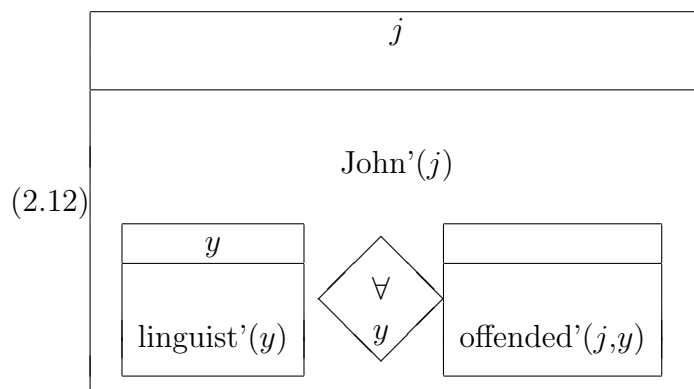 j
John’(j)
(2.12)
y
∀
linguist’(y) y offended’(j,y)